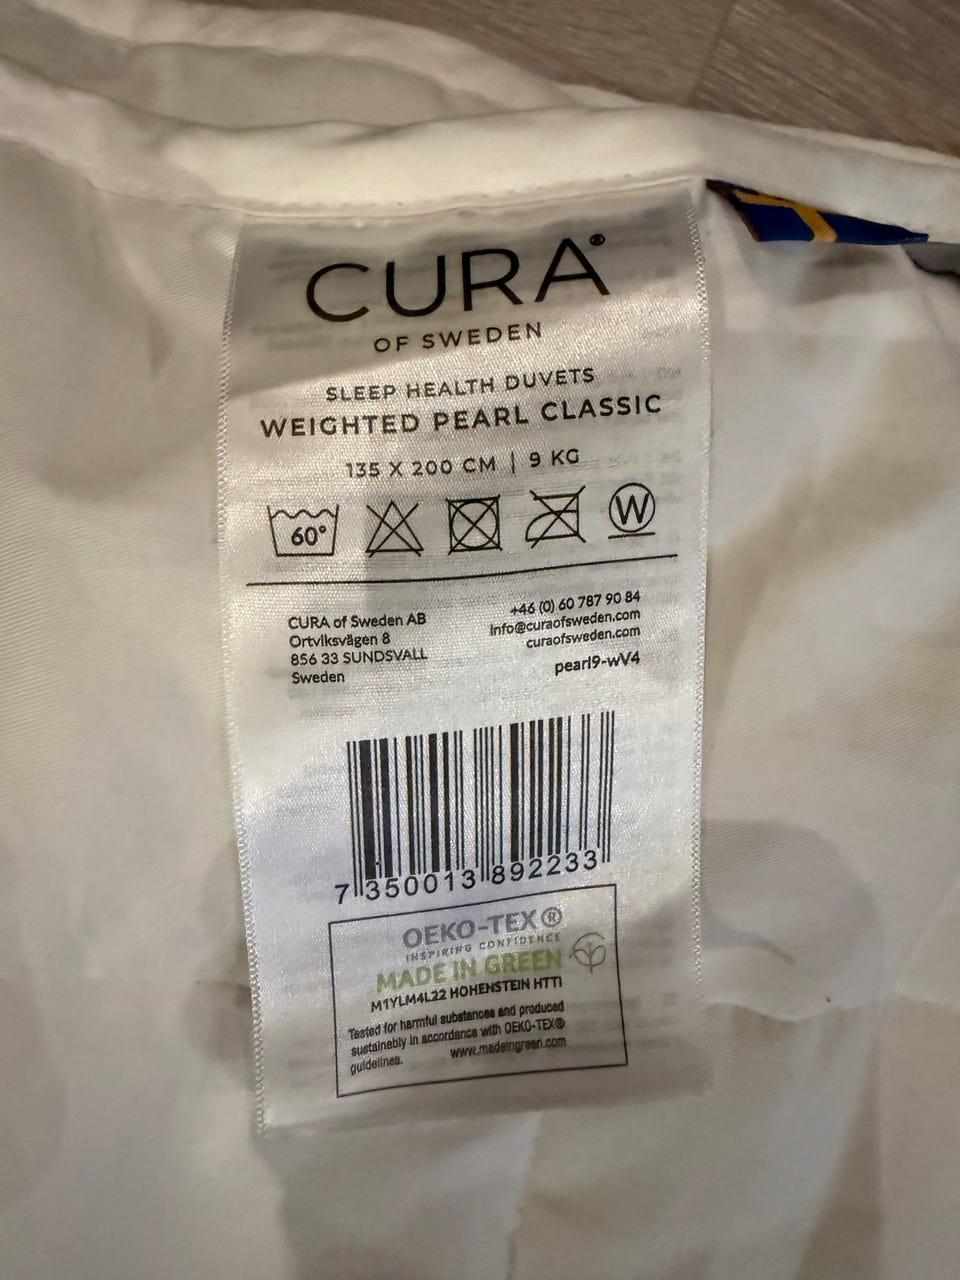 CURA®
OF SWEDEN
SLEEP HEALTH DUVETS
WEIGHTED PEARL CLASSIC
135 X 200 CM | 9 KG
60°
W
CURA of Sweden AB
Ortviksvägen 8
856 33 SUNDSVALL
Sweden
+46 (0) 60 787 90 84
info@curaofsweden.com
curaofsweden.com
pearl9-wV4
7 350013 892233
OEKO-TEX®
INSPIRING CONFIDENCE
MADE IN GREEN
M1YLM4L22 HOHENSTEIN HTTI
Tested for harmful substances and produced
sustainably in accordance with OEKO-TEX®
guidelines. www.madeingreen.com